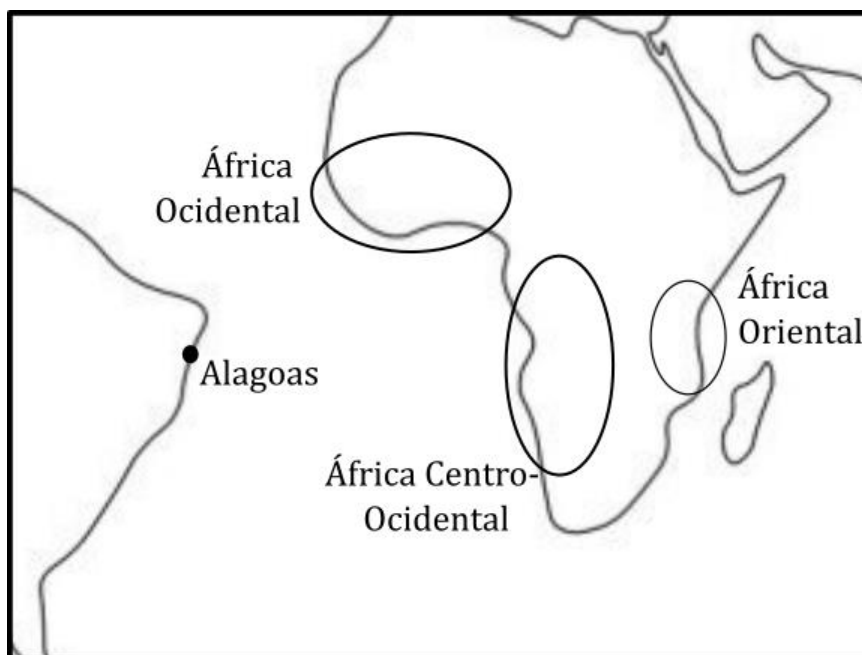 África
Ocidental
África
Oriental
Alagoas
África Centro-
Ocidental